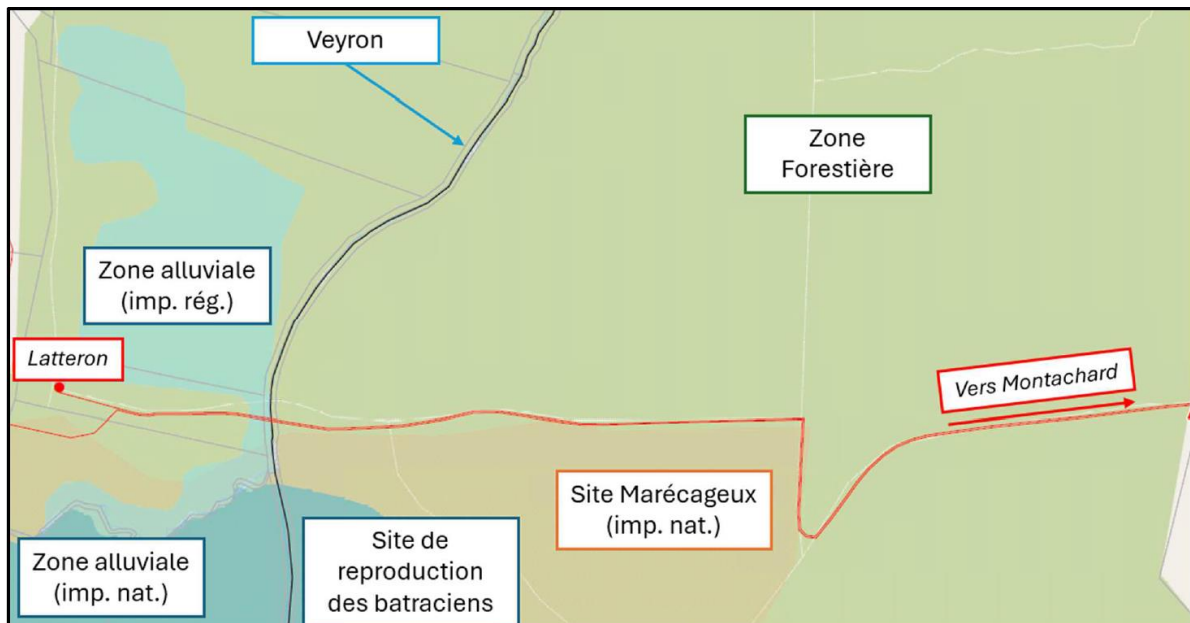 Veyron
Zone
Forestière
Zone alluviale
(imp. rég.)
Latteron
Vers Montachard
Site Marécageux
(imp. nat.)
Zone alluviale
(imp. nat.)
Site de
reproduction
des batraciens